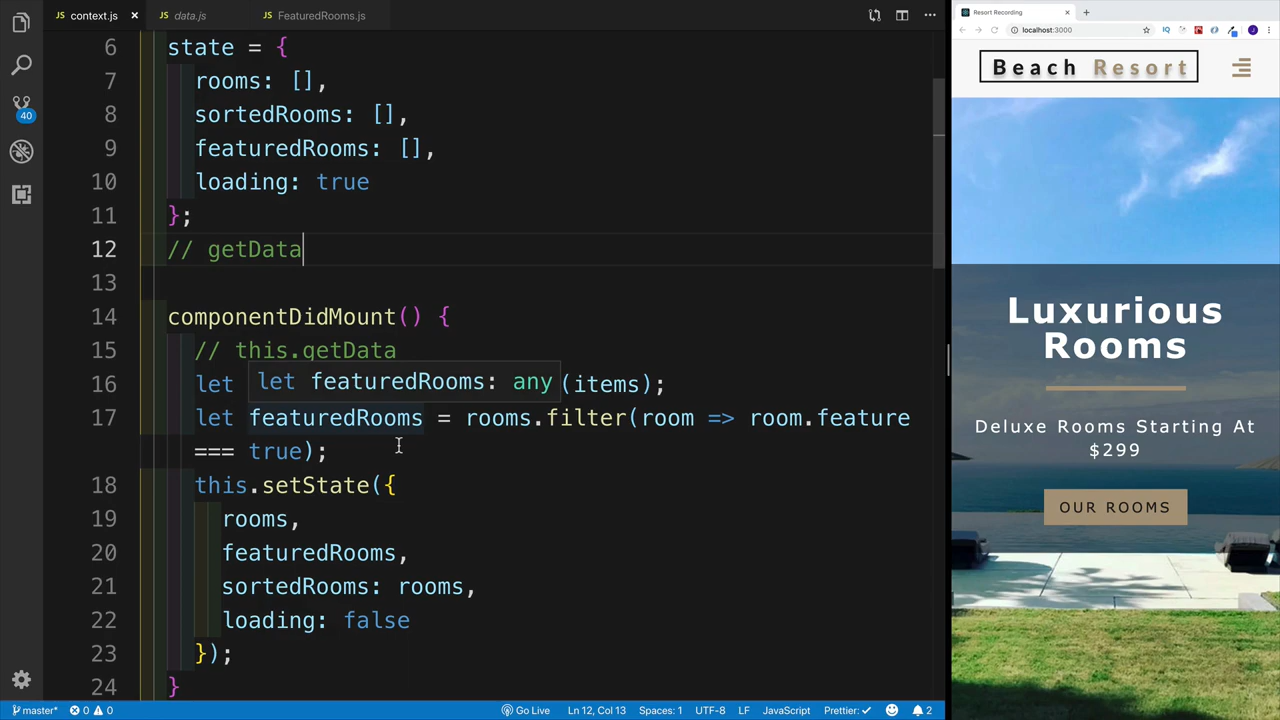 context.js
data.js
FeaturedRooms.js
6 state = {
7 rooms: [],
8 sortedRooms: [],
9 featuredRooms: [],
10 loading: true
11 };
12 // getData
13
14 componentDidMount() {
15 // this.getData
let featuredRooms: any
16 let (items);
17 let featuredRooms = rooms.filter(room => room.feature
=== true);
18 this.setState({
19 rooms,
20 featuredRooms,
21 sortedRooms: rooms,
22 loading: false
23 });
24 }
40
master* 0 0 Go Live Ln 12, Col 13 Spaces: 1 UTF-8 LF JavaScript Prettier: ✓ 2
Resort Recording
localhost:3000
IQ
J
Beach Resort
Luxurious
Rooms
Deluxe Rooms Starting At
$299
OUR ROOMS